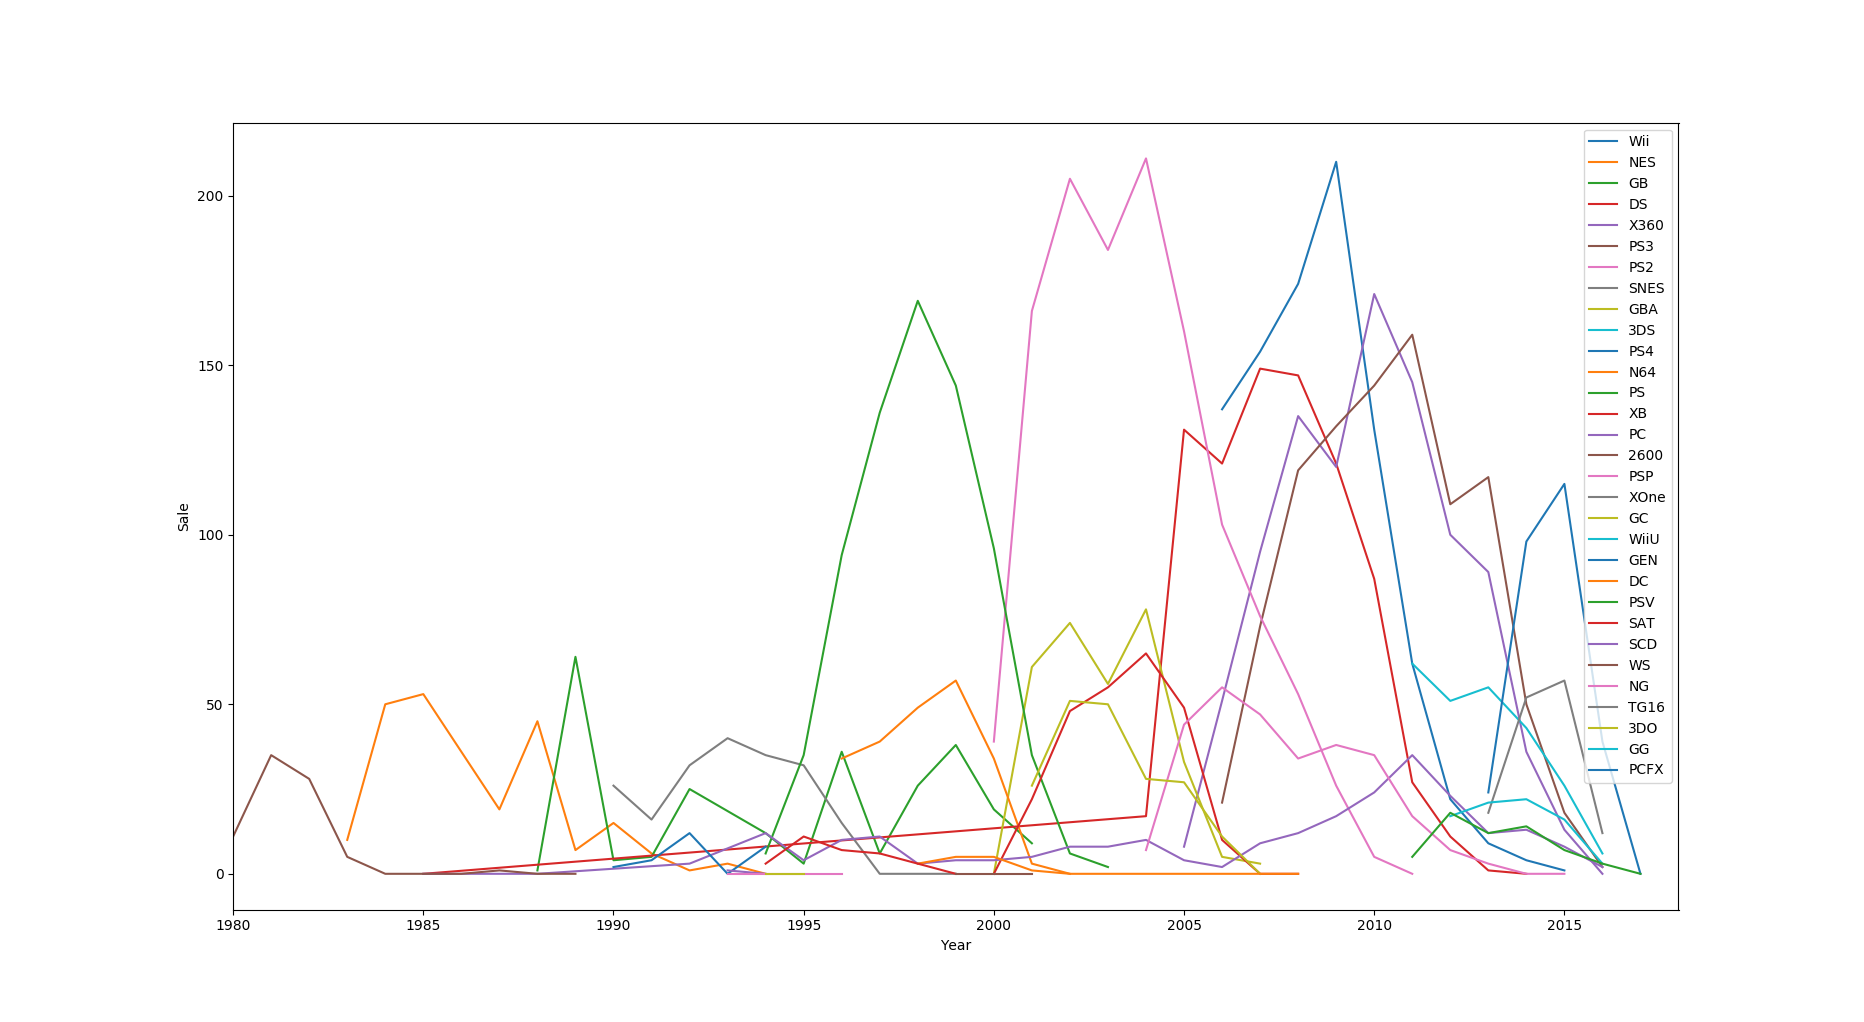 200
150
100
50
0
Sale
1980 1985 1990 1995 2000 2005 2010 2015
Year
Wii
NES
GB
DS
X360
PS3
PS2
SNES
GBA
3DS
PS4
N64
PS
XB
PC
2600
PSP
XOne
GC
WiiU
GEN
DC
PSV
SAT
SCD
WS
NG
TG16
3DO
GG
PCFX